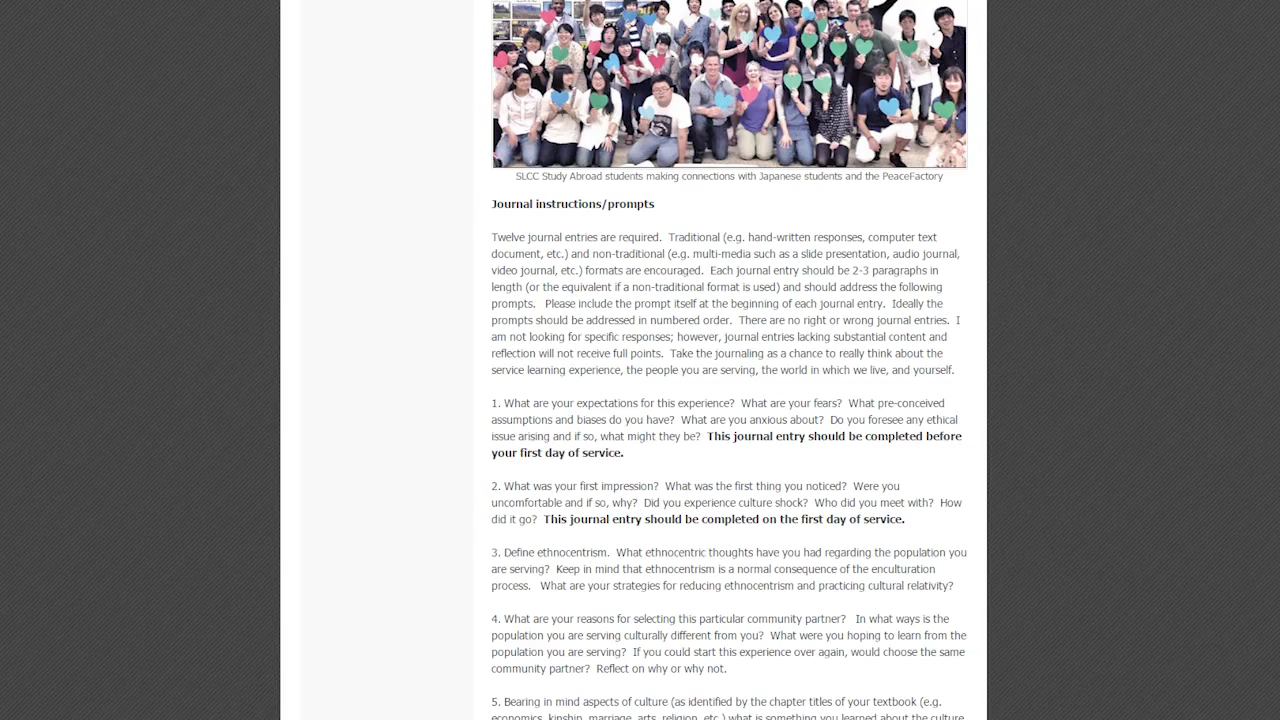 SLCC Study Abroad students making connections with Japanese students and the PeaceFactory
Journal instructions/prompts
Twelve journal entries are required.  Traditional (e.g. hand-written responses, computer text
document, etc.) and non-traditional (e.g. multi-media such as a slide presentation, audio journal,
video journal, etc.) formats are encouraged.  Each journal entry should be 2-3 paragraphs in
length (or the equivalent if a non-traditional format is used) and should address the following
prompts.   Please include the prompt itself at the beginning of each journal entry.  Ideally the
prompts should be addressed in numbered order.  There are no right or wrong journal entries.  I
am not looking for specific responses; however, journal entries lacking substantial content and
reflection will not receive full points.  Take the journaling as a chance to really think about the
service learning experience, the people you are serving, the world in which we live, and yourself.
1. What are your expectations for this experience?  What are your fears?  What pre-conceived
assumptions and biases do you have?  What are you anxious about?  Do you foresee any ethical
issue arising and if so, what might they be?  This journal entry should be completed before
your first day of service.
2. What was your first impression?  What was the first thing you noticed?  Were you
uncomfortable and if so, why?  Did you experience culture shock?  Who did you meet with?  How
did it go?  This journal entry should be completed on the first day of service.
3. Define ethnocentrism.  What ethnocentric thoughts have you had regarding the population you
are serving?  Keep in mind that ethnocentrism is a normal consequence of the enculturation
process.   What are your strategies for reducing ethnocentrism and practicing cultural relativity?
4. What are your reasons for selecting this particular community partner?   In what ways is the
population you are serving culturally different from you?  What were you hoping to learn from the
population you are serving?  If you could start this experience over again, would choose the same
community partner?  Reflect on why or why not.
5. Bearing in mind aspects of culture (as identified by the chapter titles of your textbook (e.g.
economics, kinship, marriage, arts, religion, etc.) what is something you learned about the culture